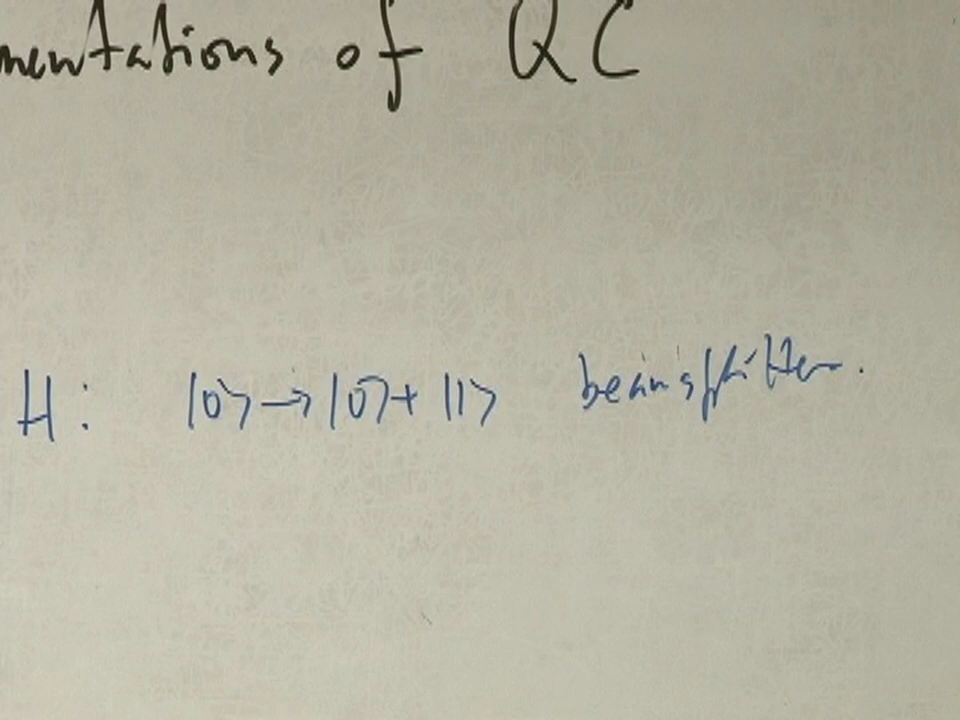 mentations of QC
H: |0> → |0> + |1> beamsplitter.